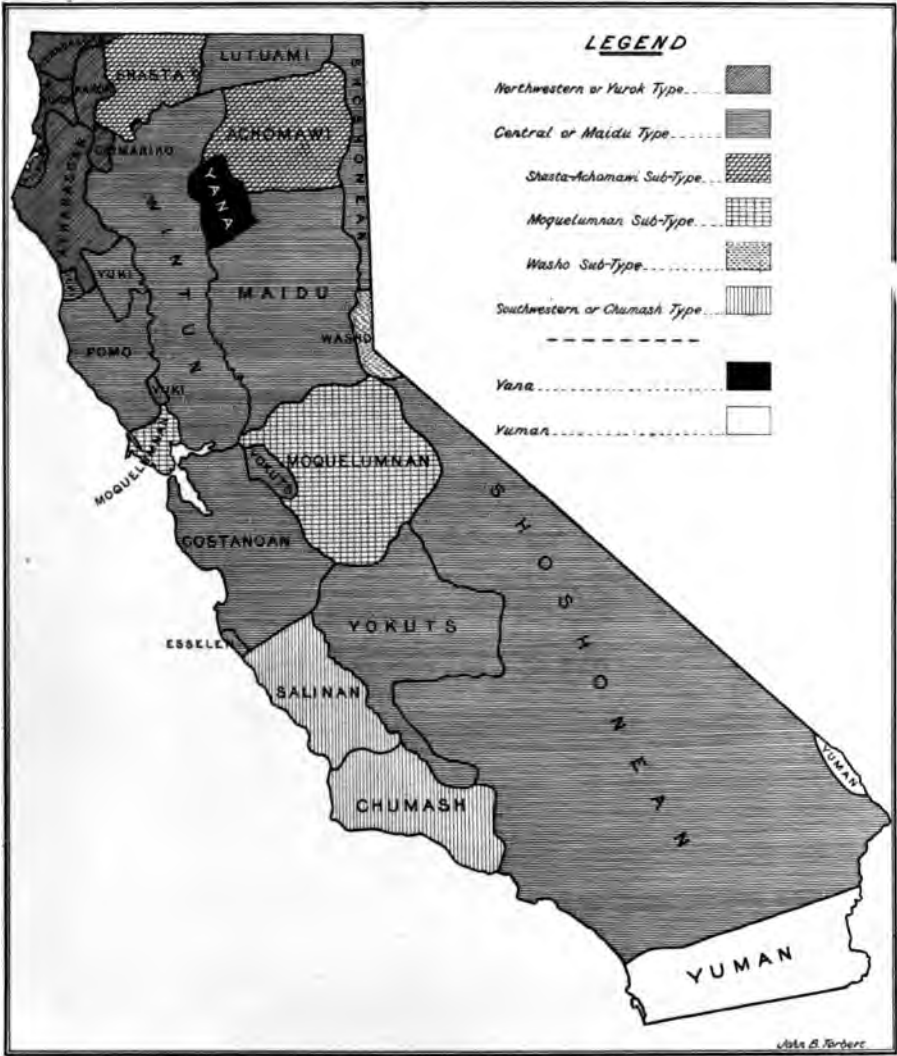 LEGEND
Northwestern or Yurok Type
Central or Maidu Type
Shasta-Achomawi Sub-Type
Moquelumnan Sub-Type
Washo Sub-Type
Southwestern or Chumash Type
Yana
Yuman
SHASTA
LUTUAMI
SHOSHONEAN
ACHOMAWI
CHIMARIKO
ATHABASCAN
YANA
WINTUN
YUKI
MAIDU
WASHO
POMO
YUKI
MOQUELUMNAN
YOKUTS
MOQUELUMNAN
COSTANOAN
SHOSHONEAN
YOKUTS
ESSELEN
SALINAN
CHUMASH
YUMAN
YUMAN
John B. Torbert